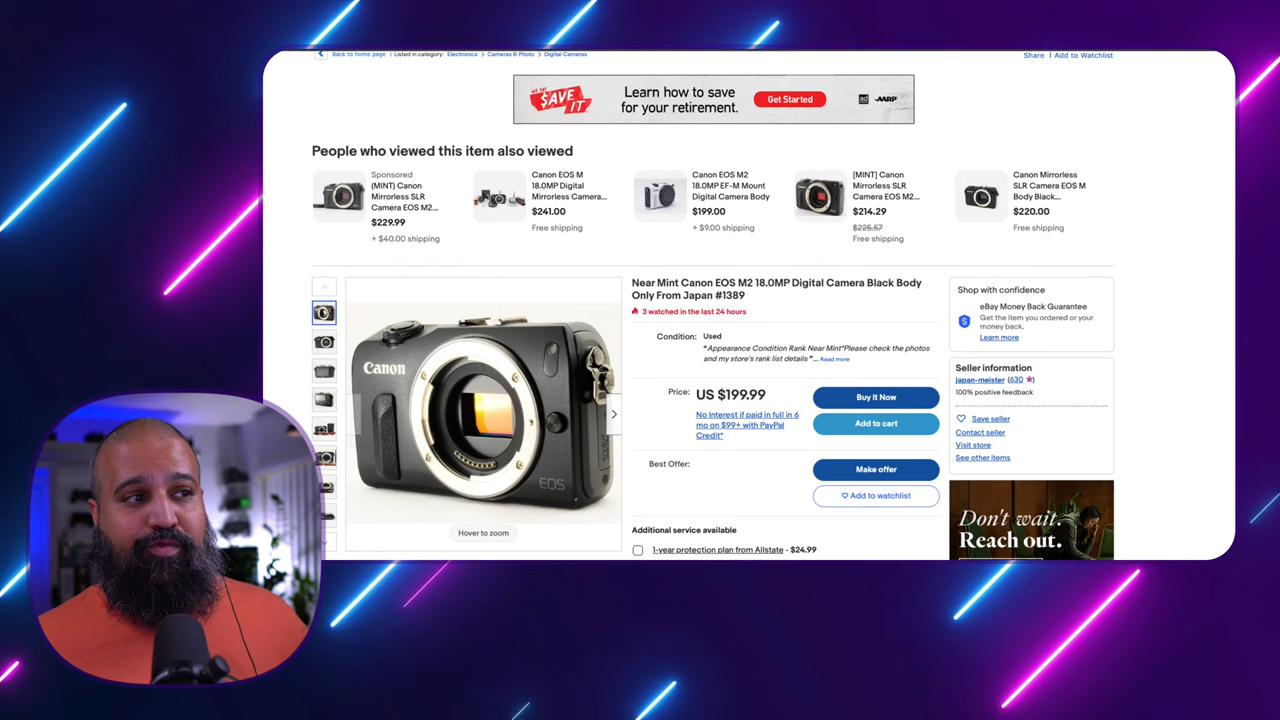 Back to home page | Listed in category: Electronics > Cameras & Photo > Digital Cameras
Share | Add to Watchlist
WE SAY $AVE IT
Learn how to save
for your retirement.
Get Started
ad
AARP
People who viewed this item also viewed
Sponsored
(MINT) Canon
Mirrorless SLR
Camera EOS M2...
$229.99
+ $40.00 shipping
Canon EOS M
18.0MP Digital
Mirrorless Camera...
$241.00
Free shipping
Canon EOS M2
18.0MP EF-M Mount
Digital Camera Body
$199.00
+ $9.00 shipping
[MINT] Canon
Mirrorless SLR
Camera EOS M2...
$214.29
$225.57
Free shipping
Canon Mirrorless
SLR Camera EOS M
Body Black...
$220.00
Free shipping
Canon
EOS
Hover to zoom
Near Mint Canon EOS M2 18.0MP Digital Camera Black Body
Only From Japan #1389
3 watched in the last 24 hours
Condition: Used
"Appearance Condition Rank Near Mint*Please check the photos
and my store's rank list details"... Read more
Price: US $199.99
No Interest if paid in full in 6
mo on $99+ with PayPal
Credit*
Buy It Now
Add to cart
Best Offer:
Make offer
Add to watchlist
Additional service available
1-year protection plan from Allstate - $24.99
Shop with confidence
eBay Money Back Guarantee
Get the item you ordered or your
money back.
Learn more
Seller information
japan-meister (630)
100% positive feedback
Save seller
Contact seller
Visit store
See other items
Don't wait.
Reach out.